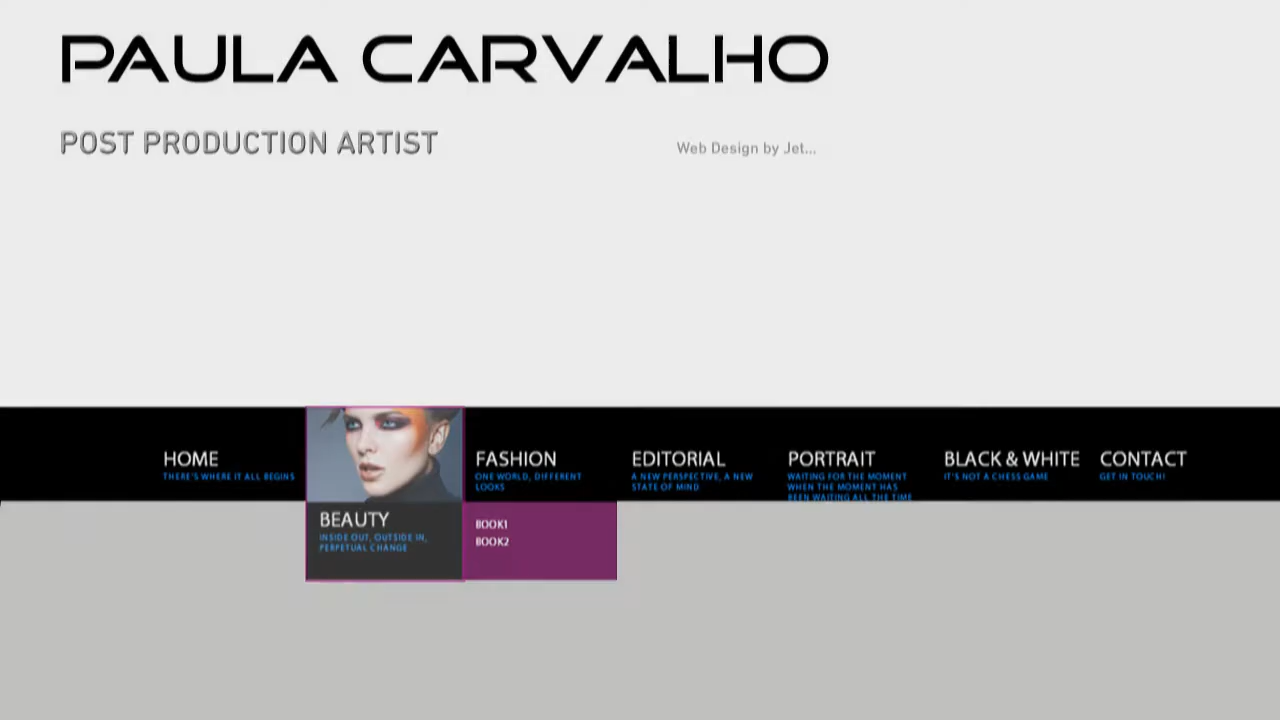 PAULA CARVALHO
POST PRODUCTION ARTIST
Web Design by Jet...
HOME
THERE'S WHERE IT ALL BEGINS
BEAUTY
INSIDE OUT, OUTSIDE IN,
PERPETUAL CHANGE
BOOK1
BOOK2
FASHION
ONE WORLD, DIFFERENT
LOOKS
EDITORIAL
A NEW PERSPECTIVE, A NEW
STATE OF MIND
PORTRAIT
WAITING FOR THE MOMENT
WHEN THE MOMENT HAS
BEEN WAITING ALL THE TIME
BLACK & WHITE
IT'S NOT A CHESS GAME
CONTACT
GET IN TOUCH!